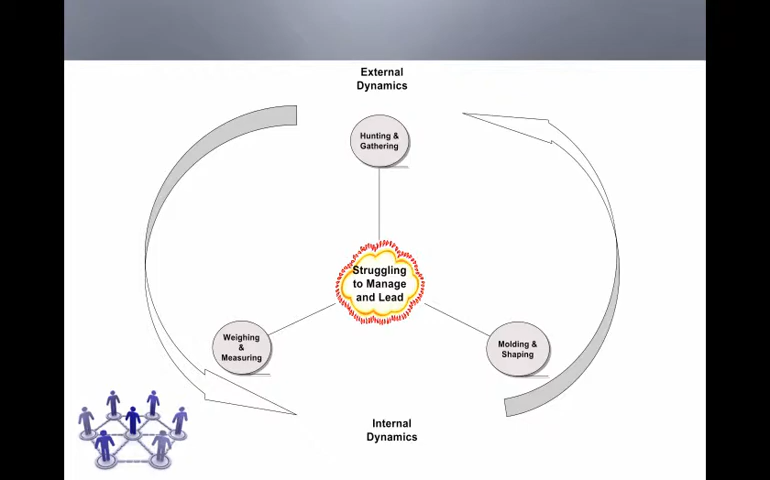 External
Dynamics
Hunting &
Gathering
Struggling
to Manage
and Lead
Weighing
&
Measuring
Molding &
Shaping
Internal
Dynamics